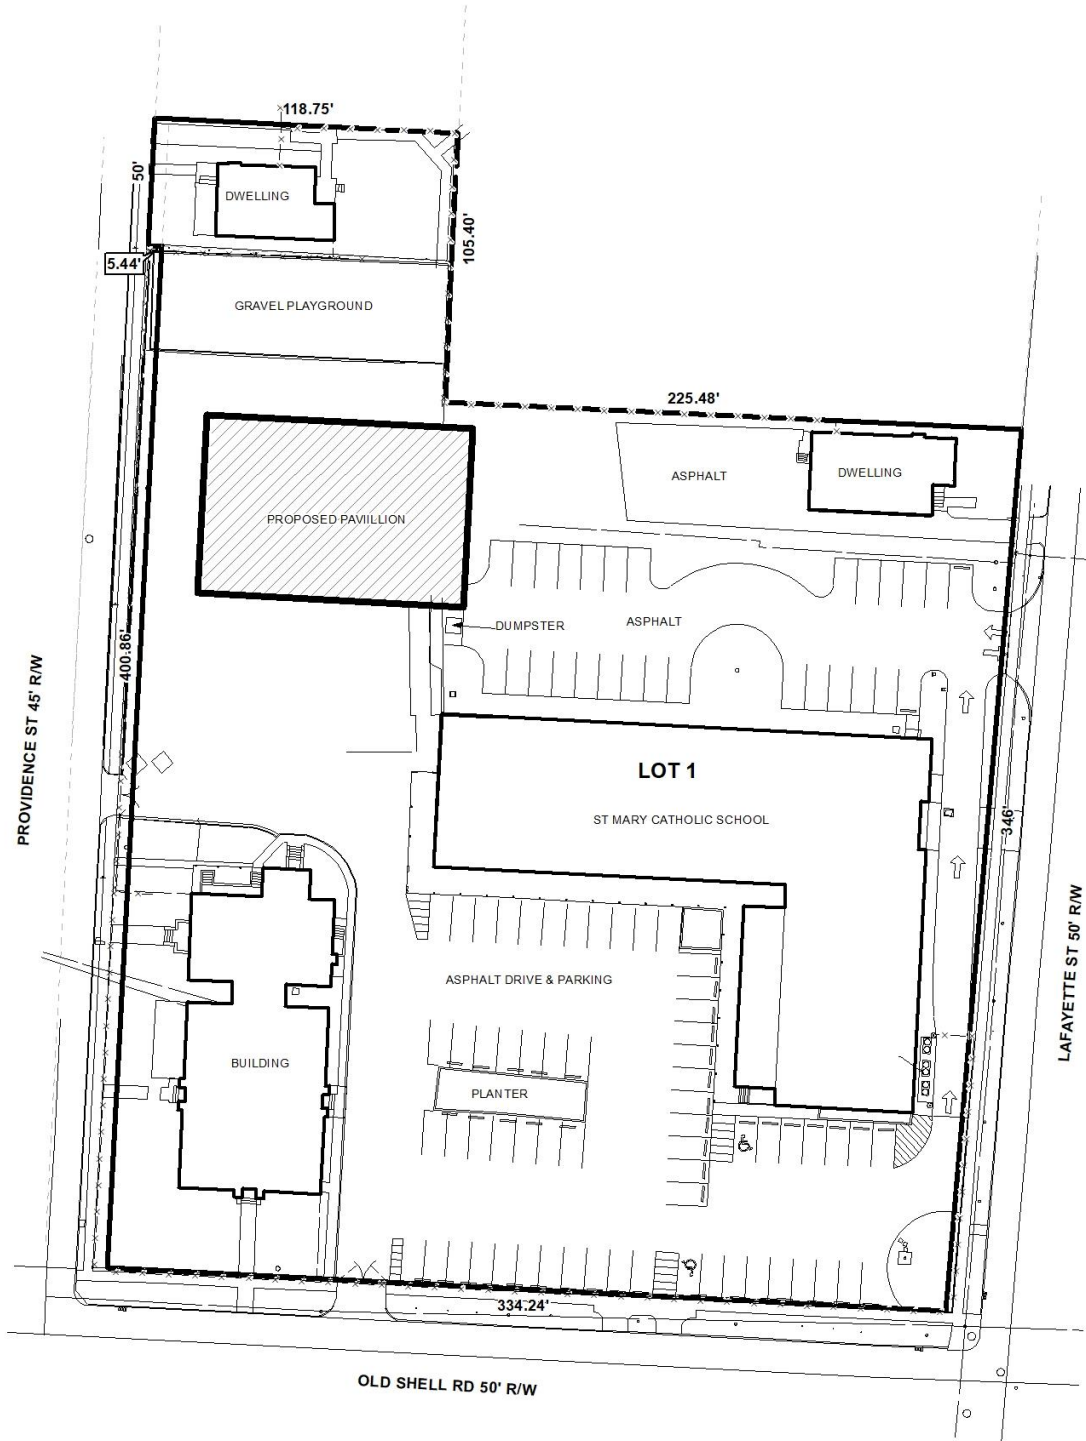 118.75'
50'
DWELLING
105.40'
5.44'
GRAVEL PLAYGROUND
225.48'
ASPHALT
DWELLING
PROPOSED PAVIILLION
DUMPSTER
ASPHALT
400.86'
PROVIDENCE ST 45' R/W
LOT 1
ST MARY CATHOLIC SCHOOL
346'
LAFAYETTE ST 50' R/W
ASPHALT DRIVE & PARKING
BUILDING
PLANTER
334.24'
OLD SHELL RD 50' R/W